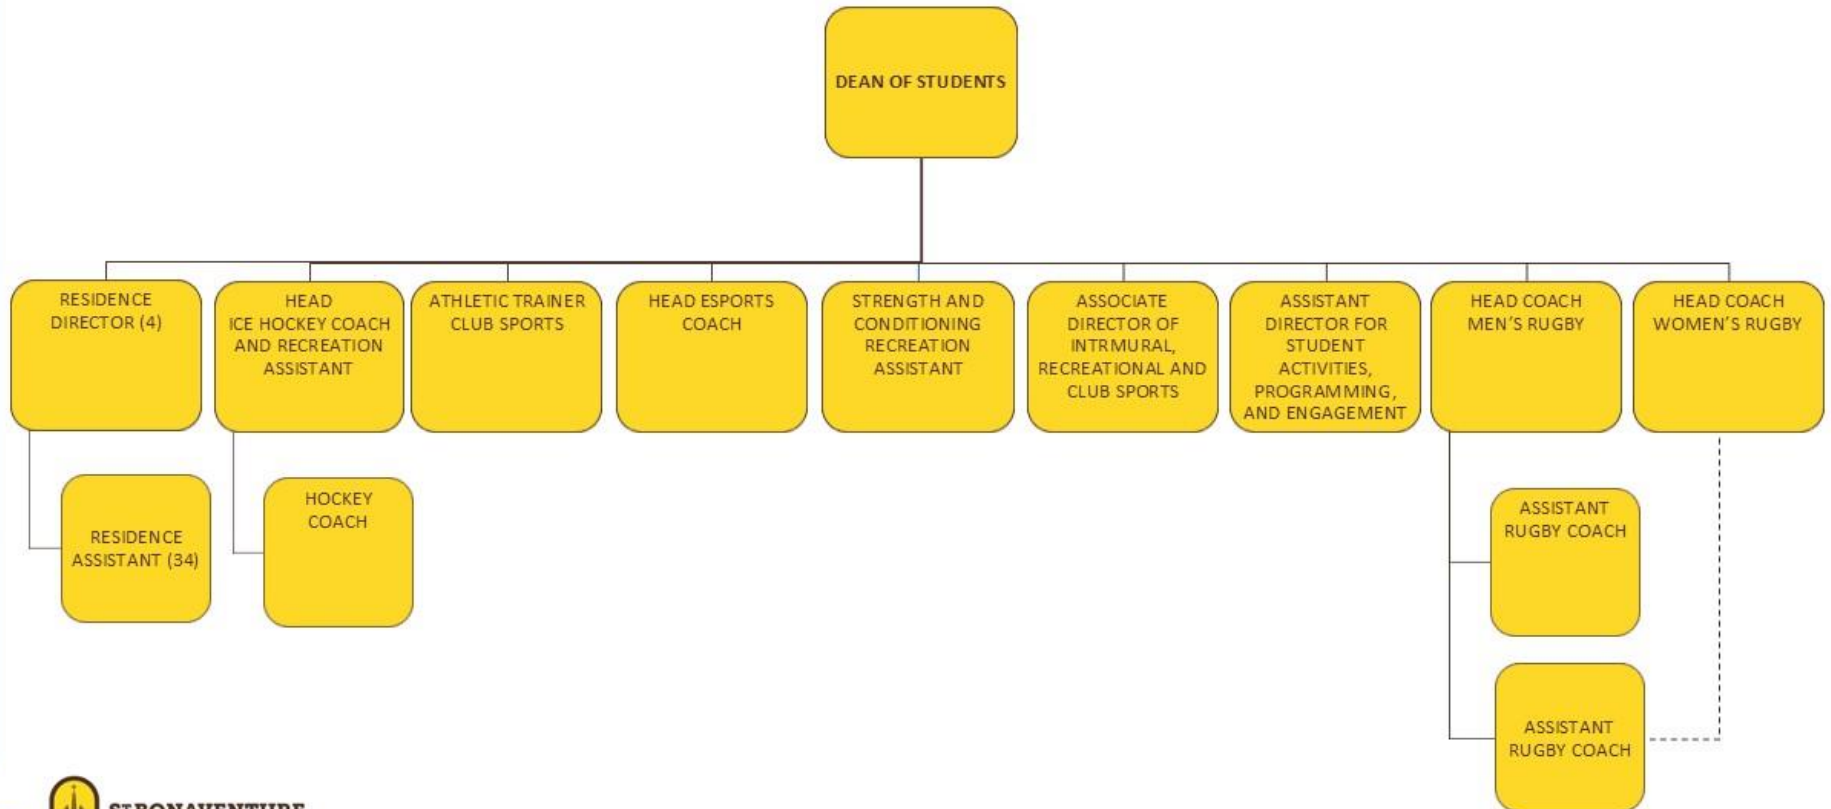 DEAN OF STUDENTS
RESIDENCE
DIRECTOR (4)
HEAD
ICE HOCKEY COACH
AND RECREATION
ASSISTANT
ATHLETIC TRAINER
CLUB SPORTS
HEAD ESPORTS
COACH
STRENGTH AND
CONDITIONING
RECREATION
ASSISTANT
ASSOCIATE
DIRECTOR OF
INTRMURAL,
RECREATIONAL AND
CLUB SPORTS
ASSISTANT
DIRECTOR FOR
STUDENT
ACTIVITIES,
PROGRAMMING,
AND ENGAGEMENT
HEAD COACH
MEN’S RUGBY
HEAD COACH
WOMEN’S RUGBY
RESIDENCE
ASSISTANT (34)
HOCKEY
COACH
ASSISTANT
RUGBY COACH
ASSISTANT
RUGBY COACH
ST. BONAVENTURE